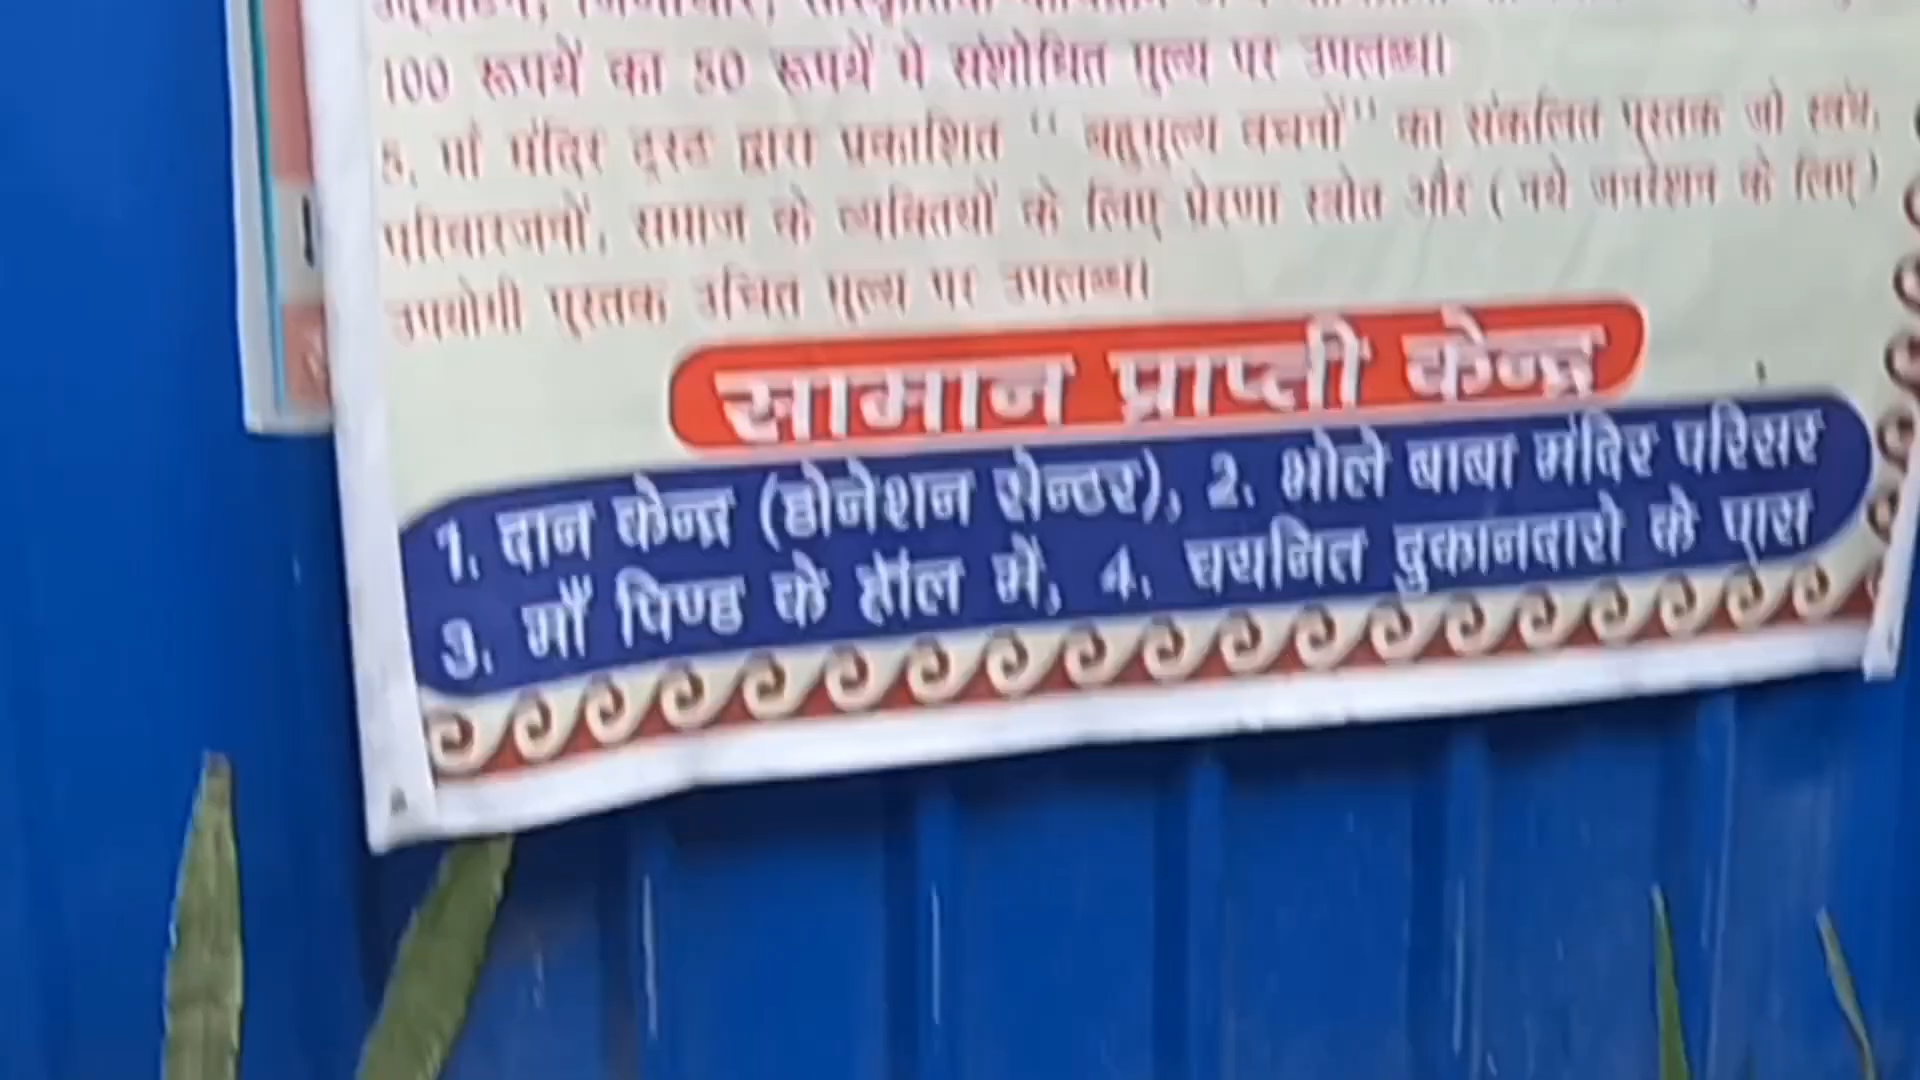 100 रूपयें का 50 रूपयें मे संशोधित मूल्य पर उपलब्ध।
5. माँ मंदिर ट्रस्ट द्वारा प्रकाशित '' बहुमूल्य वचनों'' का संकलित पुस्तक जो स्वयं,
परिवारजनों, समाज के व्यक्तियों के लिए प्रेरणा स्त्रोत और ( नये जनरेशन के लिए )
उपयोगी पुस्तक उचित मूल्य पर उपलब्ध।
सामान प्राप्ती केन्द्र
1. दान केन्द्र (डोनेशन सेन्टर), 2. भोले बाबा मंदिर परिसर
3. माँ पिण्ड के हॉल में, 4. चयनित दुकानदारो के पास